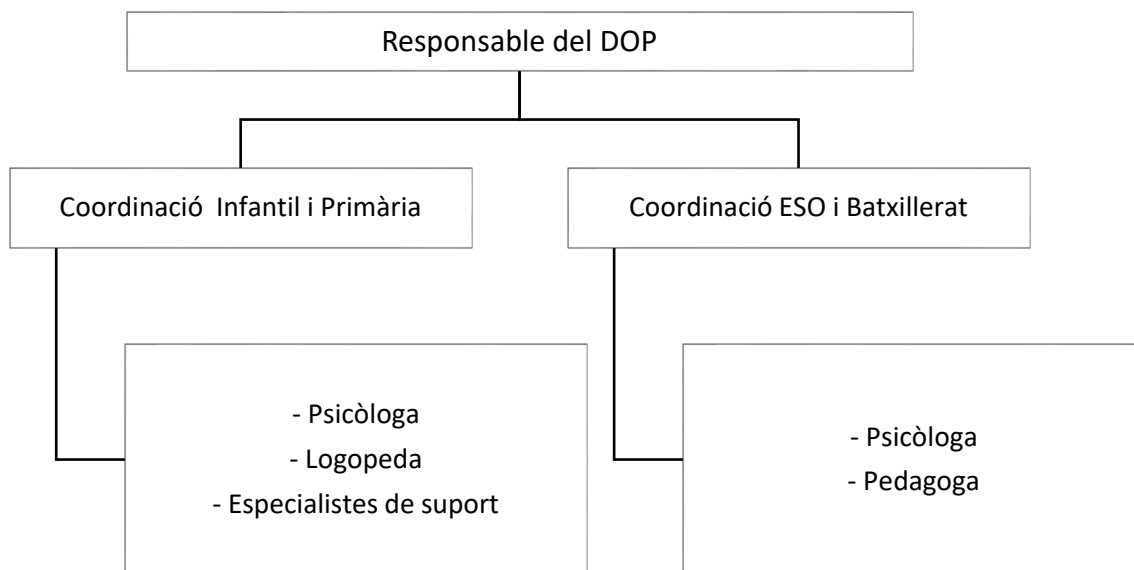 Responsable del DOP
Coordinació Infantil i Primària
Coordinació ESO i Batxillerat
- Psicòloga
- Logopeda
- Especialistes de suport
- Psicòloga
- Pedagoga